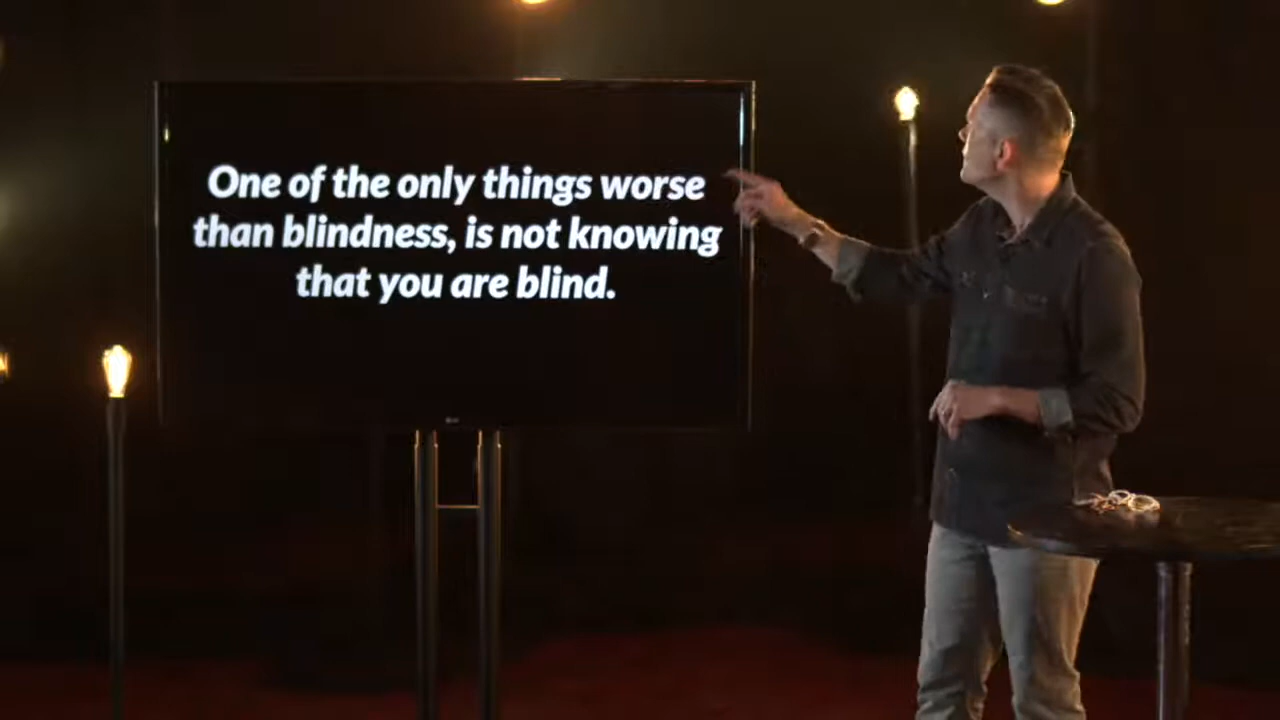 One of the only things worse
than blindness, is not knowing
that you are blind.